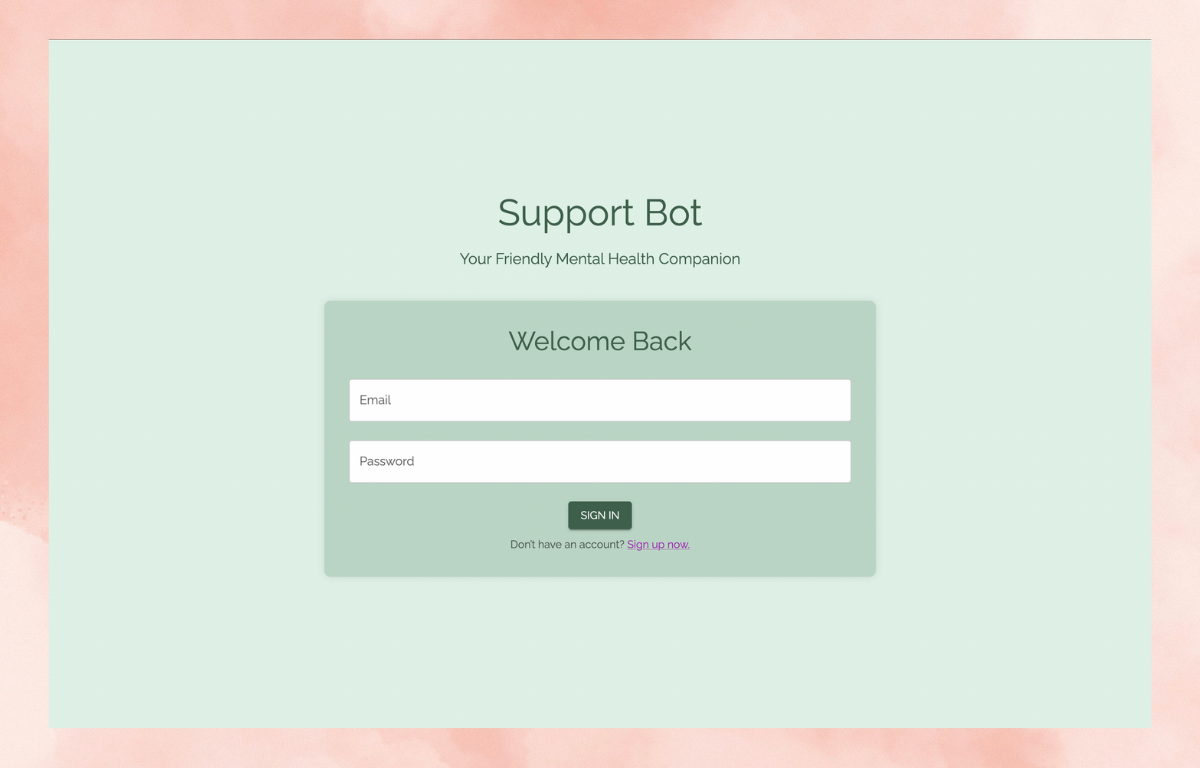 Support Bot
Your Friendly Mental Health Companion
Welcome Back
Email
Password
SIGN IN
Don't have an account? Sign up now.